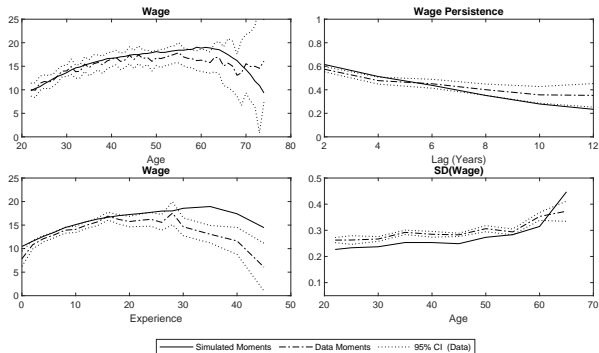 Wage
25
20
15
10
5
0
20 30 40 50 60 70 80
Age
Wage Persistence
1
0.8
0.6
0.4
0.2
0
2 4 6 8 10 12
Lag (Years)
Wage
25
20
15
10
5
0
0 10 20 30 40 50
Experience
SD(Wage)
0.5
0.4
0.3
0.2
0.1
20 30 40 50 60 70
Age
Simulated Moments Data Moments 95% CI (Data)